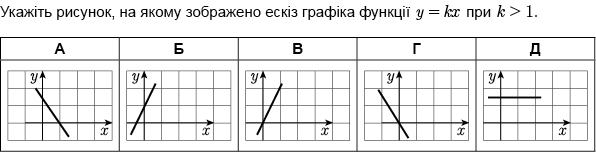 Укажіть рисунок, на якому зображено ескіз графіка функції y = kx при k > 1.
А Б В Г Д
y y y y y
x x x x x